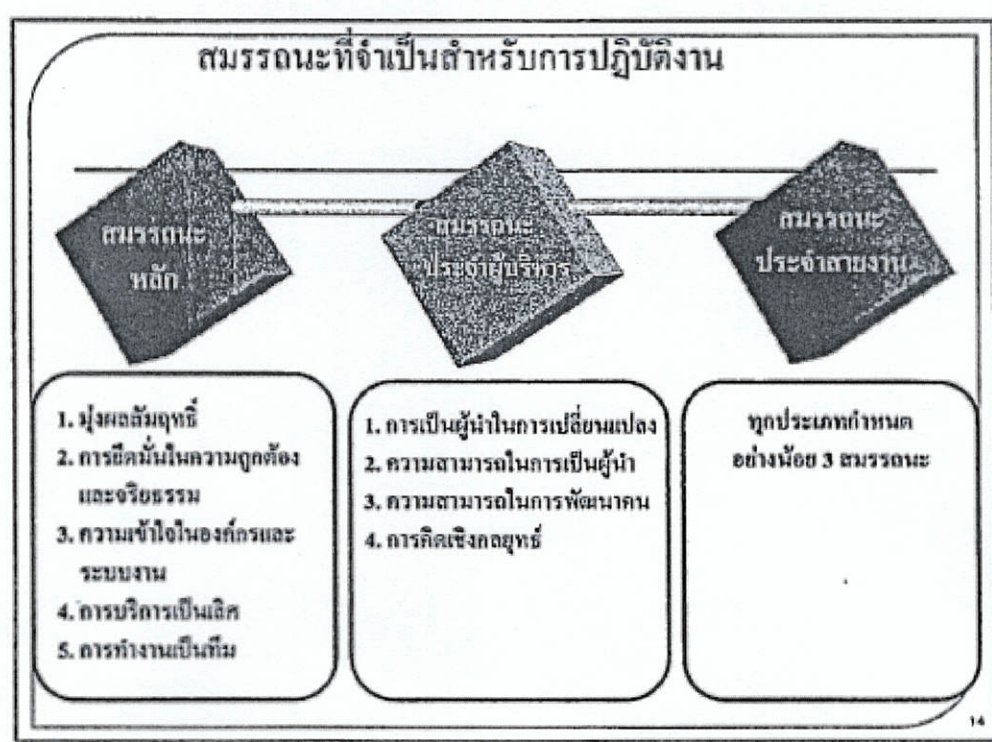 สมรรถนะที่จำเป็นสำหรับการปฏิบัติงาน
สมรรถนะ
หลัก
สมรรถนะ
ประจำผู้บริหาร
สมรรถนะ
ประจำสายงาน
1. มุ่งผลสัมฤทธิ์
2. การยึดมั่นในความถูกต้อง
และจริยธรรม
3. ความเข้าใจในองค์กรและ
ระบบงาน
4. การบริการเป็นเลิศ
5. การทำงานเป็นทีม
1. การเป็นผู้นำในการเปลี่ยนแปลง
2. ความสามารถในการเป็นผู้นำ
3. ความสามารถในการพัฒนาคน
4. การคิดเชิงกลยุทธ์
ทุกประเภทกำหนด
อย่างน้อย 3 สมรรถนะ
14